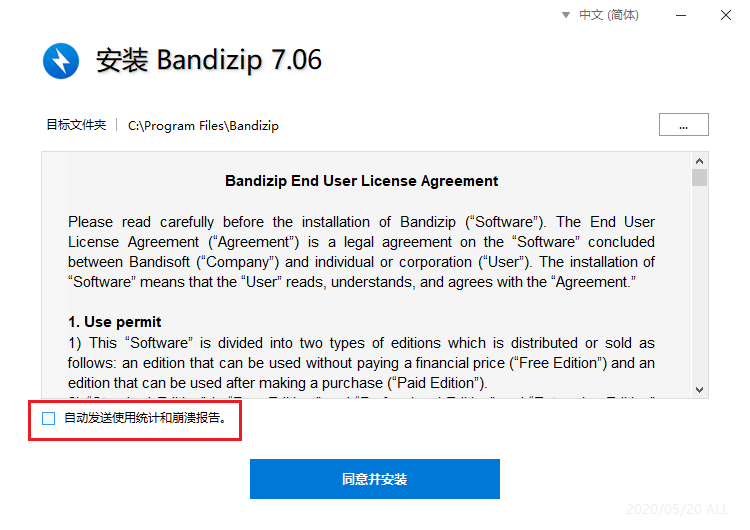 中文 (简体)
安装 Bandizip 7.06
目标文件夹
C:\Program Files\Bandizip
...
Bandizip End User License Agreement
Please read carefully before the installation of Bandizip (“Software”). The End User
License Agreement (“Agreement”) is a legal agreement on the “Software” concluded
between Bandisoft (“Company”) and individual or corporation (“User”). The installation of
“Software” means that the “User” reads, understands, and agrees with the “Agreement.”
1. Use permit
1) This “Software” is divided into two types of editions which is distributed or sold as
follows: an edition that can be used without paying a financial price (“Free Edition”) and an
edition that can be used after making a purchase (“Paid Edition”).
自动发送使用统计和崩溃报告。
同意并安装
2020/05/20 ALL